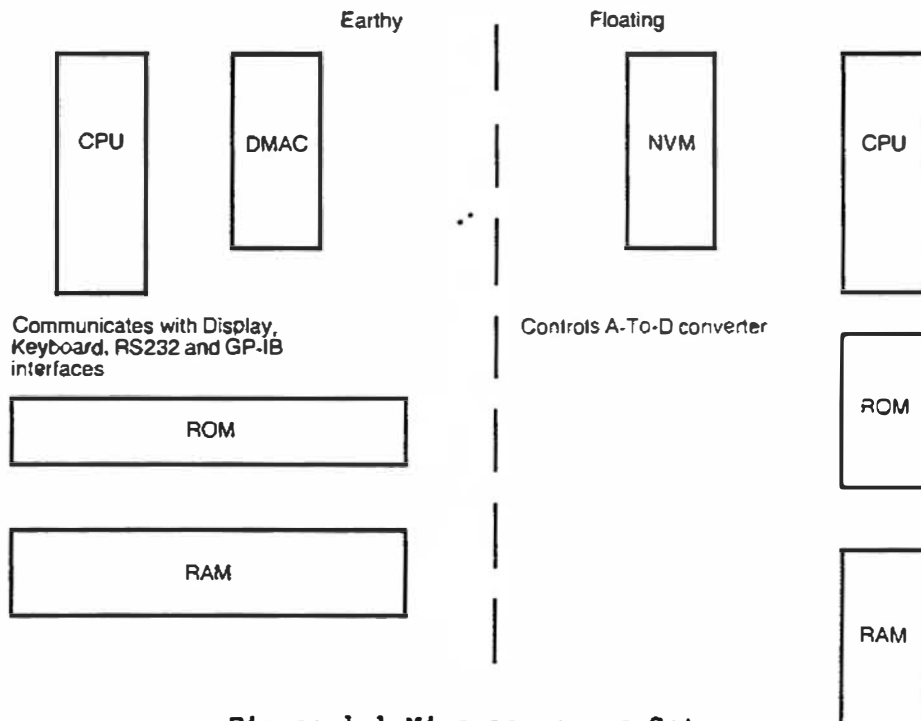 Earthy
Floating
CPU
DMAC
NVM
CPU
Communicates with Display,
Keyboard, RS232 and GP-IB
interfaces
Controls A-To-D converter
ROM
ROM
RAM
RAM